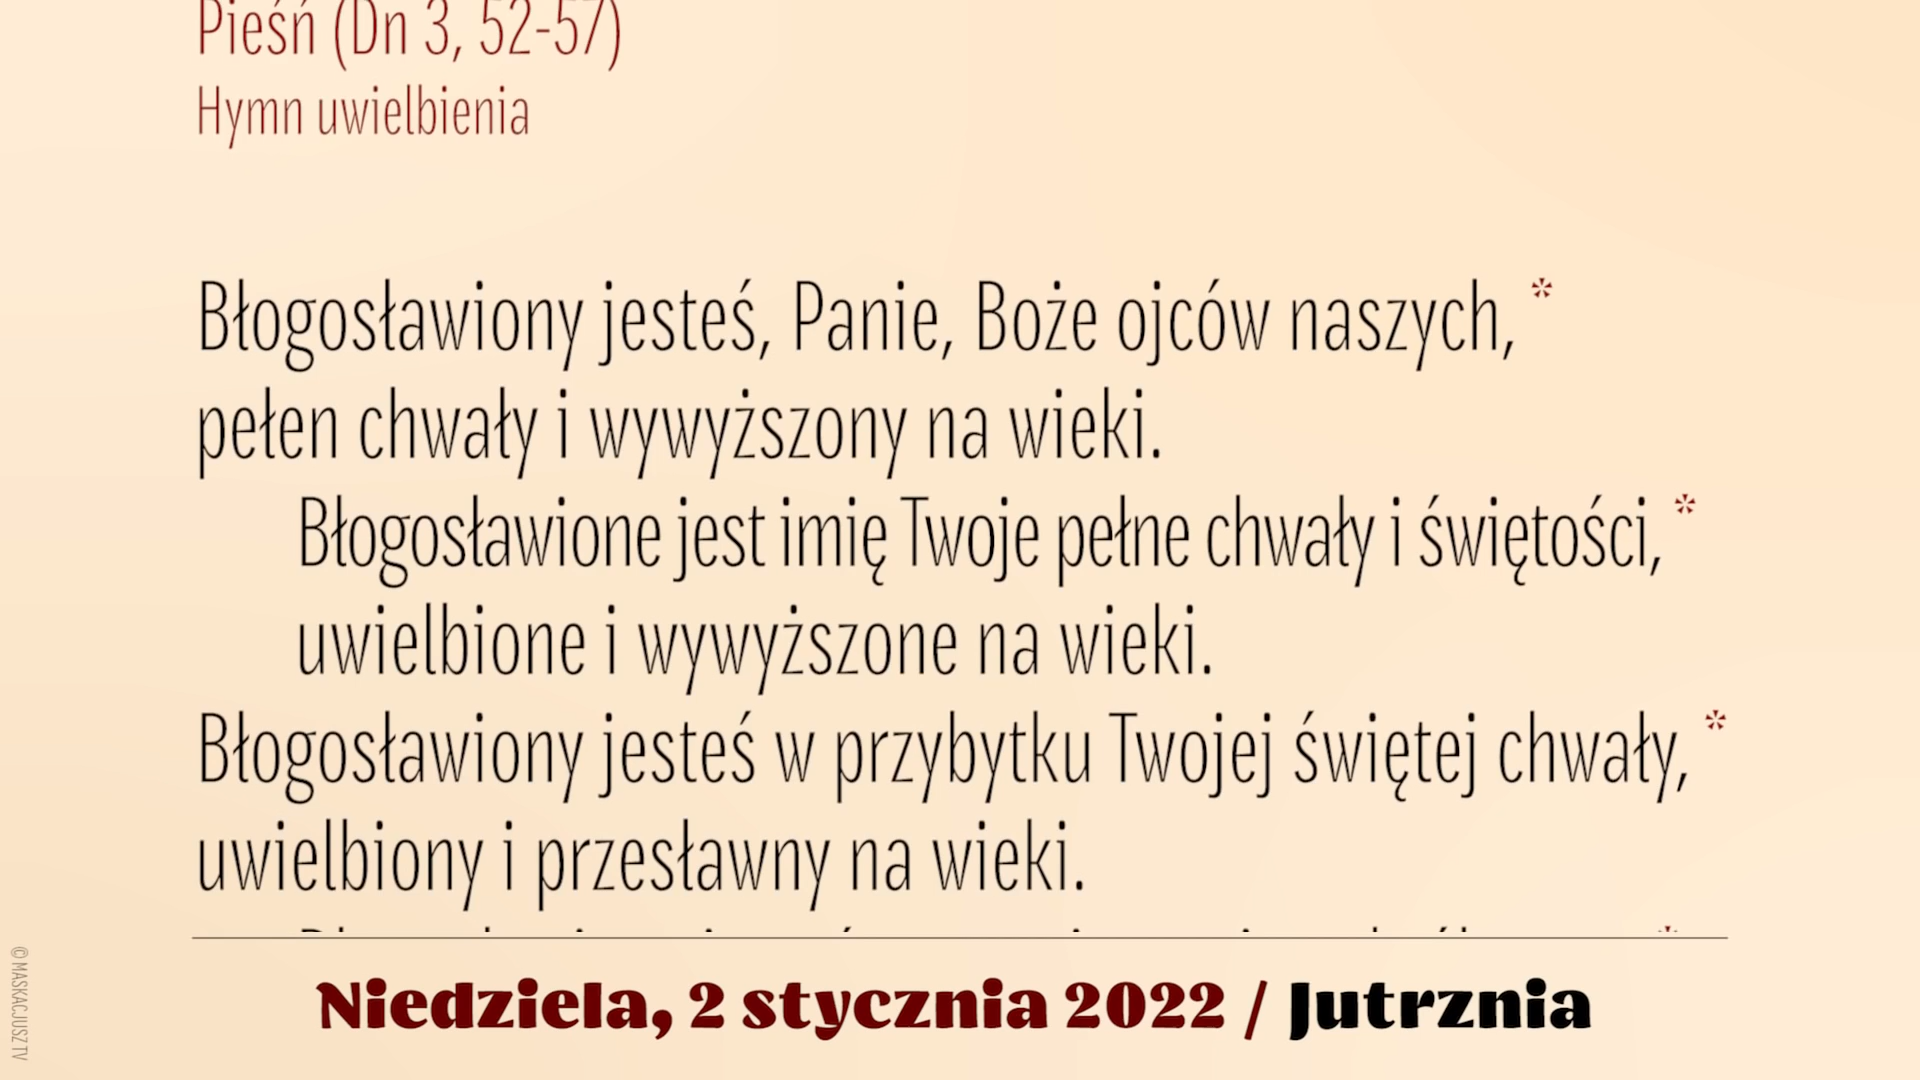 Pieśń (Dn 3, 52-57)
Hymn uwielbienia
Błogosławiony jesteś, Panie, Boże ojców naszych, *
pełen chwały i wywyższony na wieki.
Błogosławione jest imię Twoje pełne chwały i świętości, *
uwielbione i wywyższone na wieki.
Błogosławiony jesteś w przybytku Twojej świętej chwały, *
uwielbiony i przesławny na wieki.
Niedziela, 2 stycznia 2022 / Jutrznia
© MASKACJUSZ TV